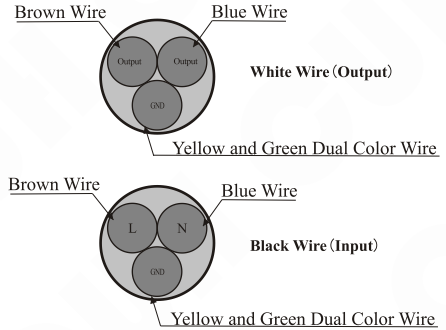 Brown Wire Blue Wire
Output Output
White Wire (Output)
GND
Yellow and Green Dual Color Wire
Brown Wire Blue Wire
L N
Black Wire (Input)
GND
Yellow and Green Dual Color Wire